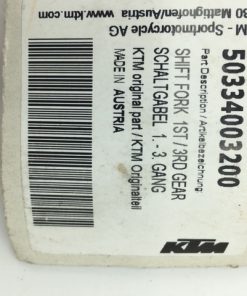 50334003200
Part Description / Artikelbezeichnung
SHIFT FORK 1ST / 3RD GEAR
SCHALTGABEL 1. - 3. GANG
KTM original part / KTM Originalteil
MADE IN AUSTRIA
KTM
M - Sportmotorcycle AG
30 Mattighofen/Austria
www.ktm.com